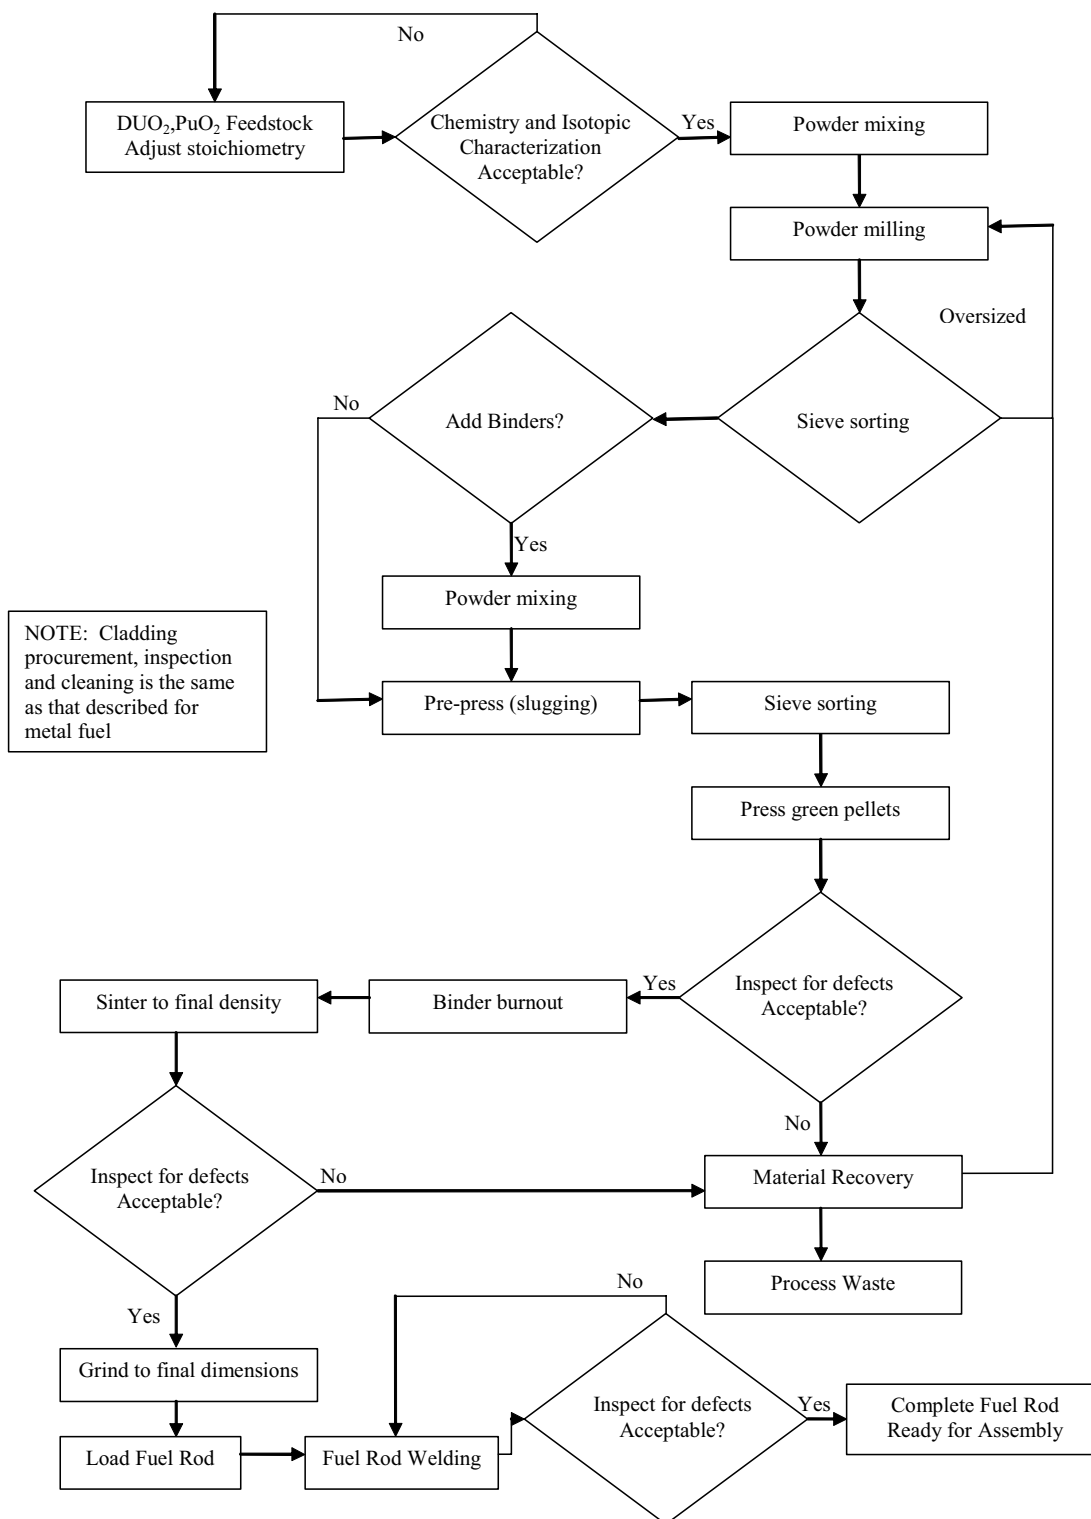 No
DUO₂,PuO₂ Feedstock
Adjust stoichiometry
Chemistry and Isotopic
Characterization
Acceptable?
Yes
Powder mixing
Powder milling
Oversized
No
Add Binders?
Sieve sorting
Yes
Powder mixing
NOTE: Cladding
procurement, inspection
and cleaning is the same
as that described for
metal fuel
Pre-press (slugging)
Sieve sorting
Press green pellets
Sinter to final density
Binder burnout
Yes
Inspect for defects
Acceptable?
No
Inspect for defects
Acceptable?
No
Material Recovery
Process Waste
Yes
No
Grind to final dimensions
Load Fuel Rod
Fuel Rod Welding
Inspect for defects
Acceptable?
Yes
Complete Fuel Rod
Ready for Assembly